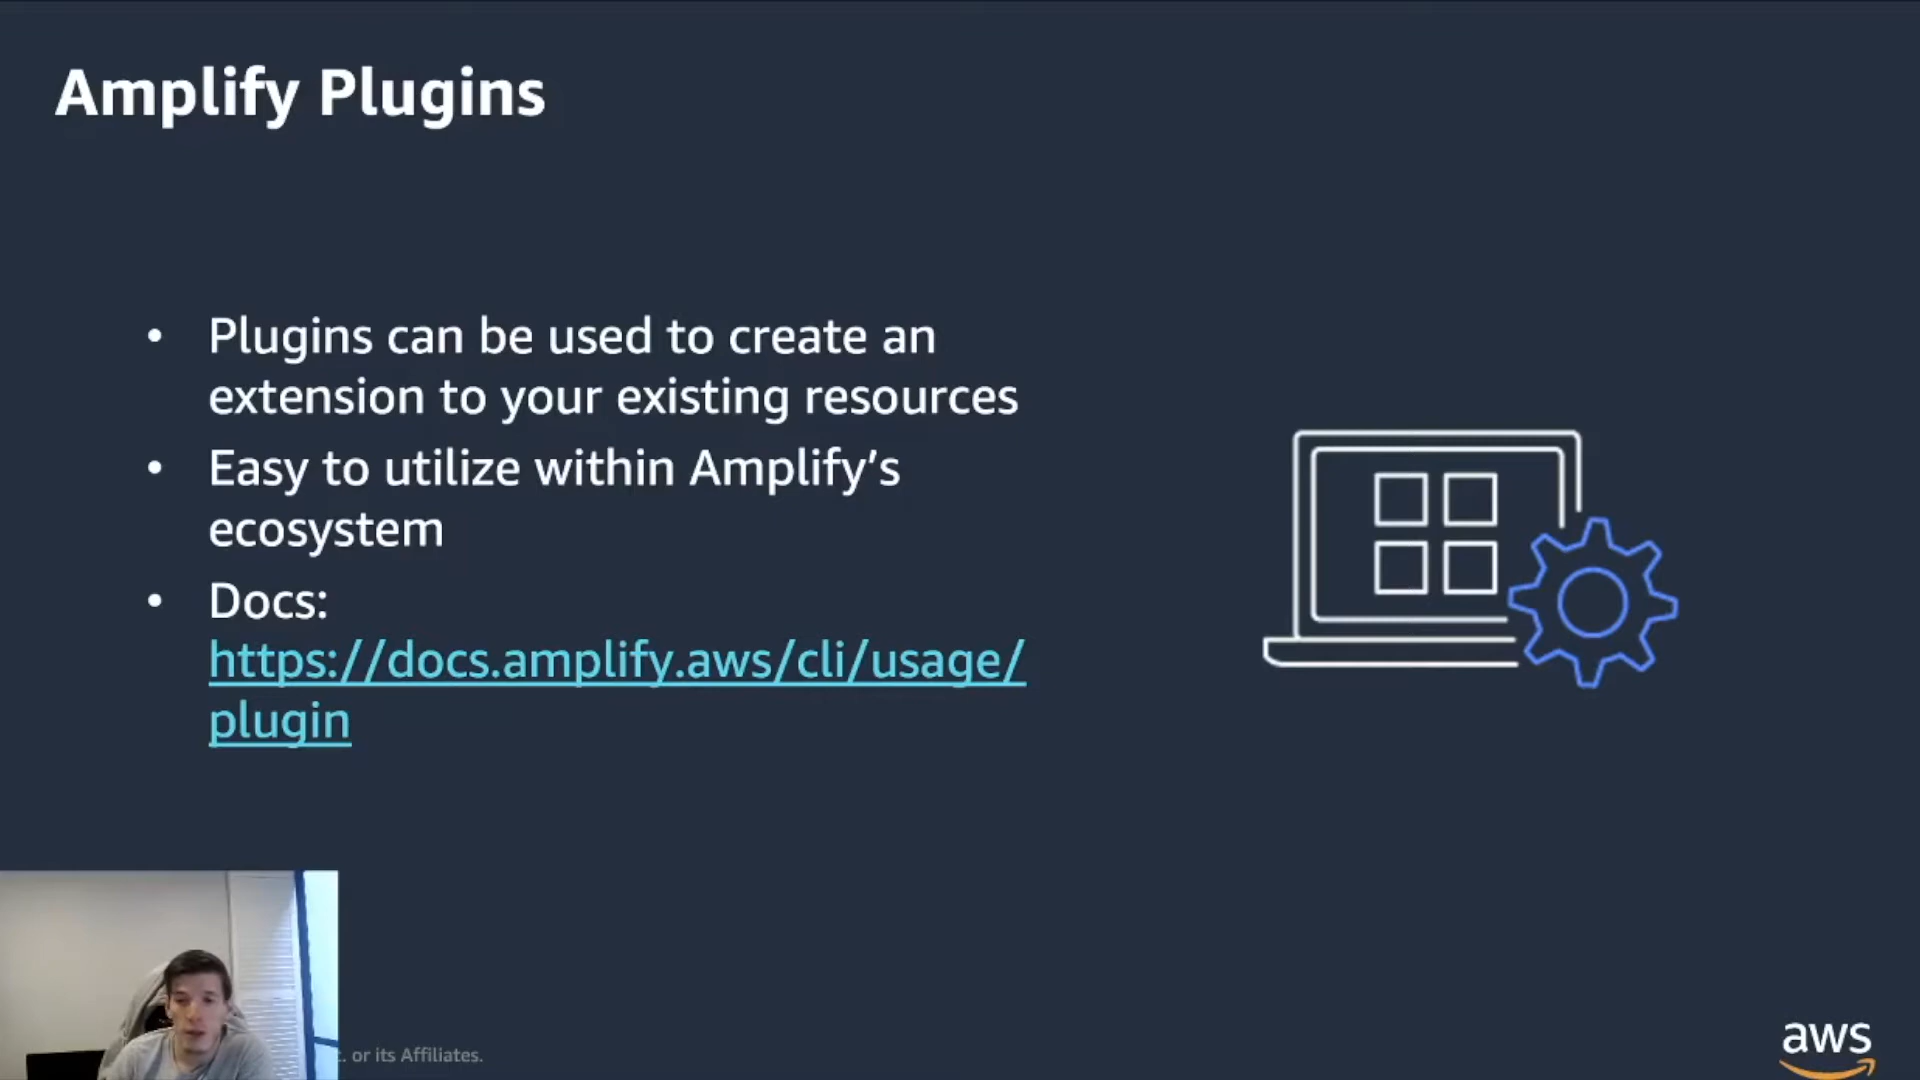 Amplify Plugins
• Plugins can be used to create an
extension to your existing resources
• Easy to utilize within Amplify’s
ecosystem
• Docs:
https://docs.amplify.aws/cli/usage/
plugin
. or its Affiliates.
aws